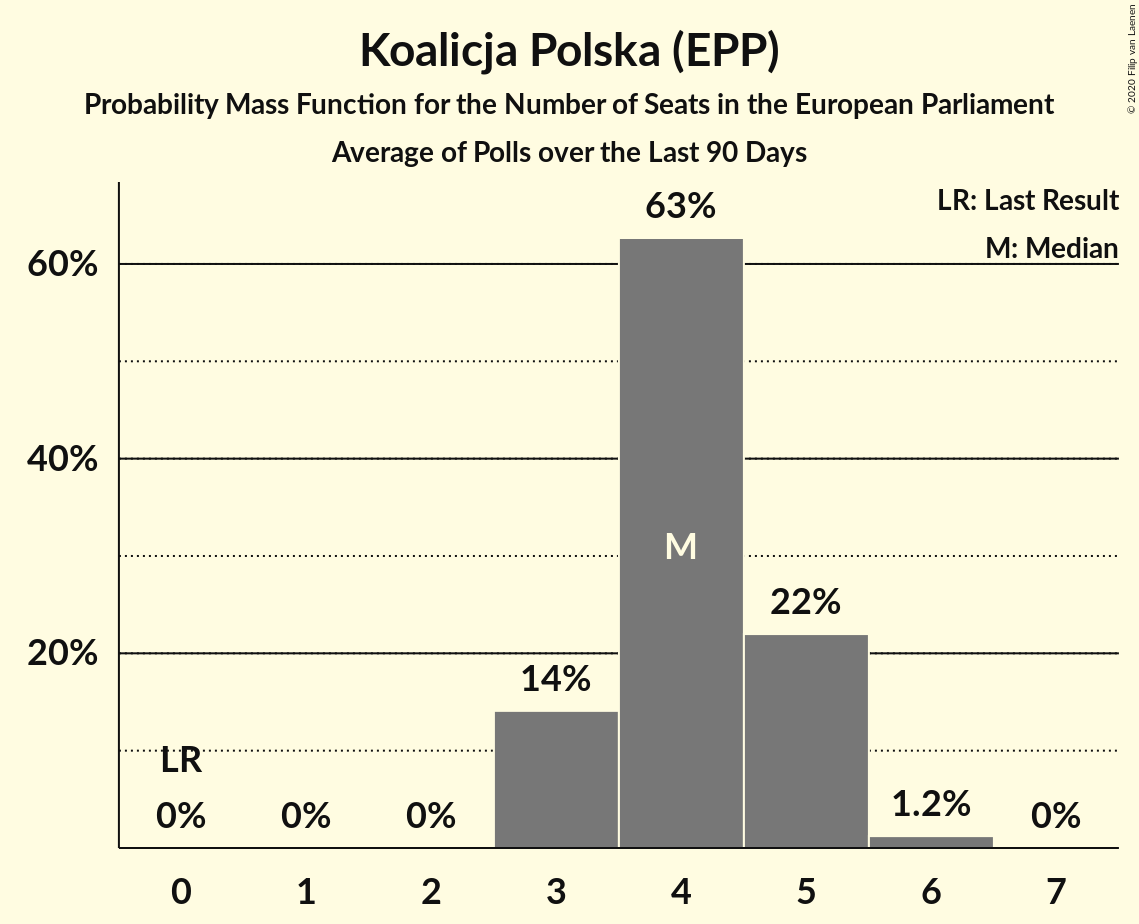 Koalicja Polska (EPP)
Probability Mass Function for the Number of Seats in the European Parliament
Average of Polls over the Last 90 Days
© 2020 Filip van Laenen
LR: Last Result
M: Median
63%
60%
40%
M
22%
20%
14%
LR
0%
0%
0%
1.2%
0%
0
1
2
3
4
5
6
7